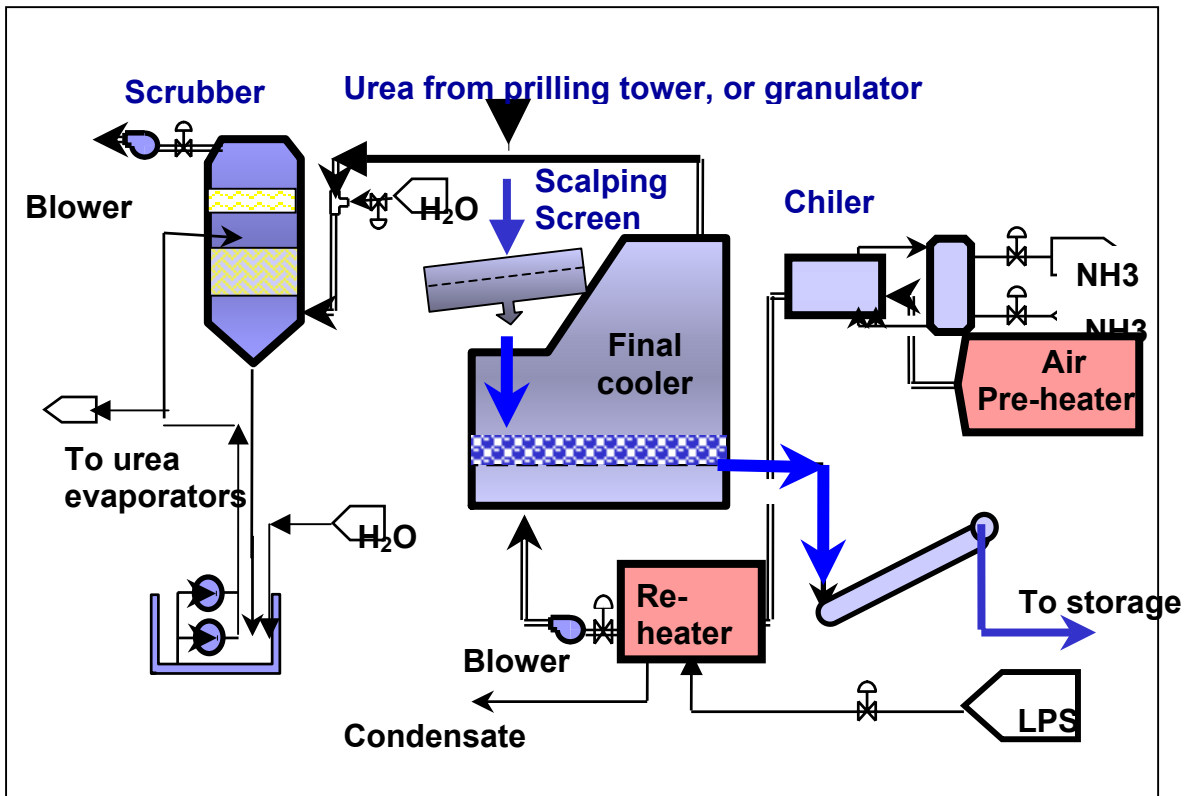 Scrubber
Urea from prilling tower, or granulator
Blower
H₂O
Scalping
Screen
Chiler
NH3
NH3
Final
cooler
Air
Pre-heater
To urea
evaporators
H₂O
Re-
heater
To storage
Blower
Condensate
LPS